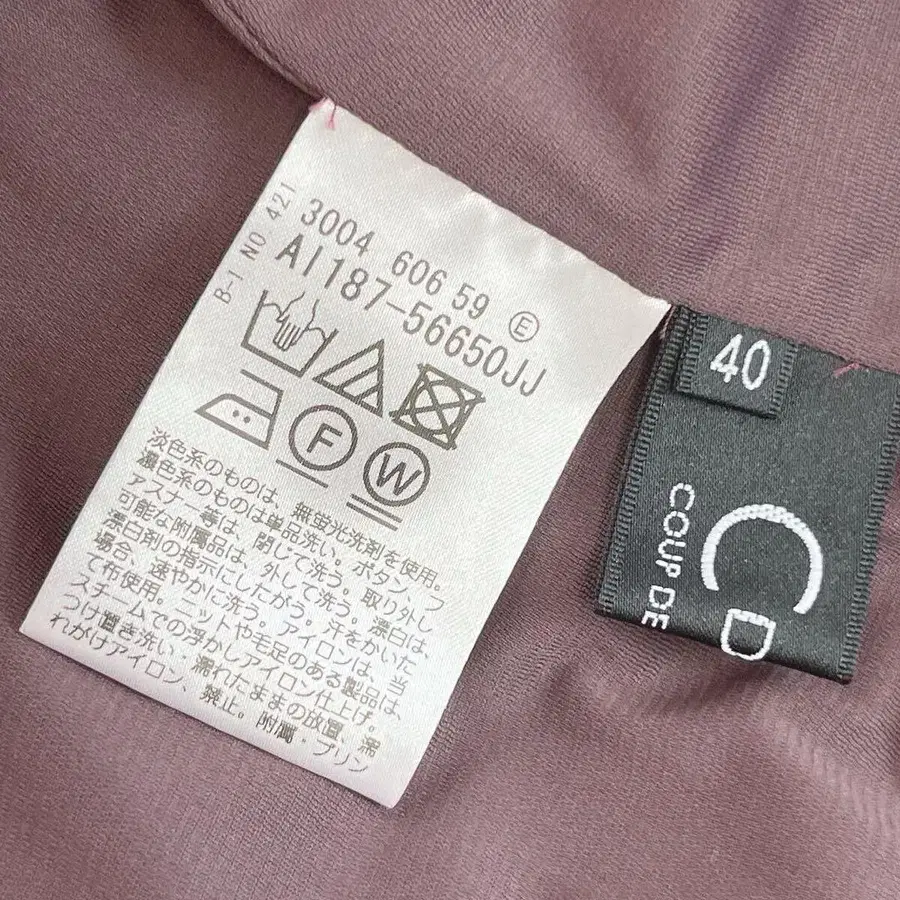 B-1 NO 421
3004 606 59
AI187-56650JJ
E
F
W
淡色系のものは、無蛍光洗剤を使用。
濃色系のものは単品洗い。ボタン、フ
ァスナー等は、閉じて洗う。取り外し
可能な附属品は、外して洗う。漂白は、
漂白剤の指示にしたがう。汗をかいた
場合、速やかに洗う。アイロンは、当
て布使用。ニットや毛足のある製品は、
スチームでの浮かしアイロン仕上げ。
つけ置き洗い・濡れたままの放置、濡
れがけアイロン、禁止。附属・プリン
40
CD
COUP DE